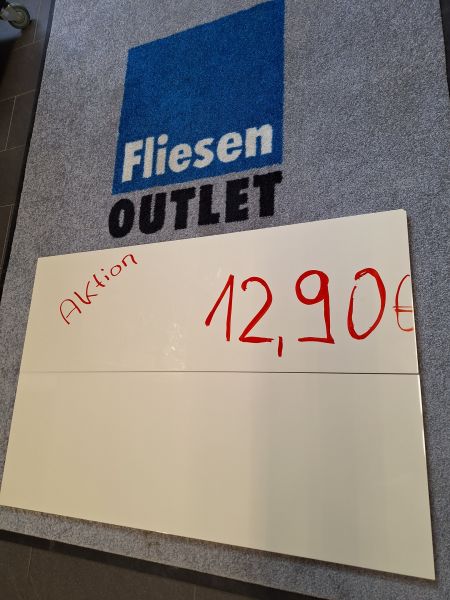 Fliesen
OUTLET
Aktion
12,90€